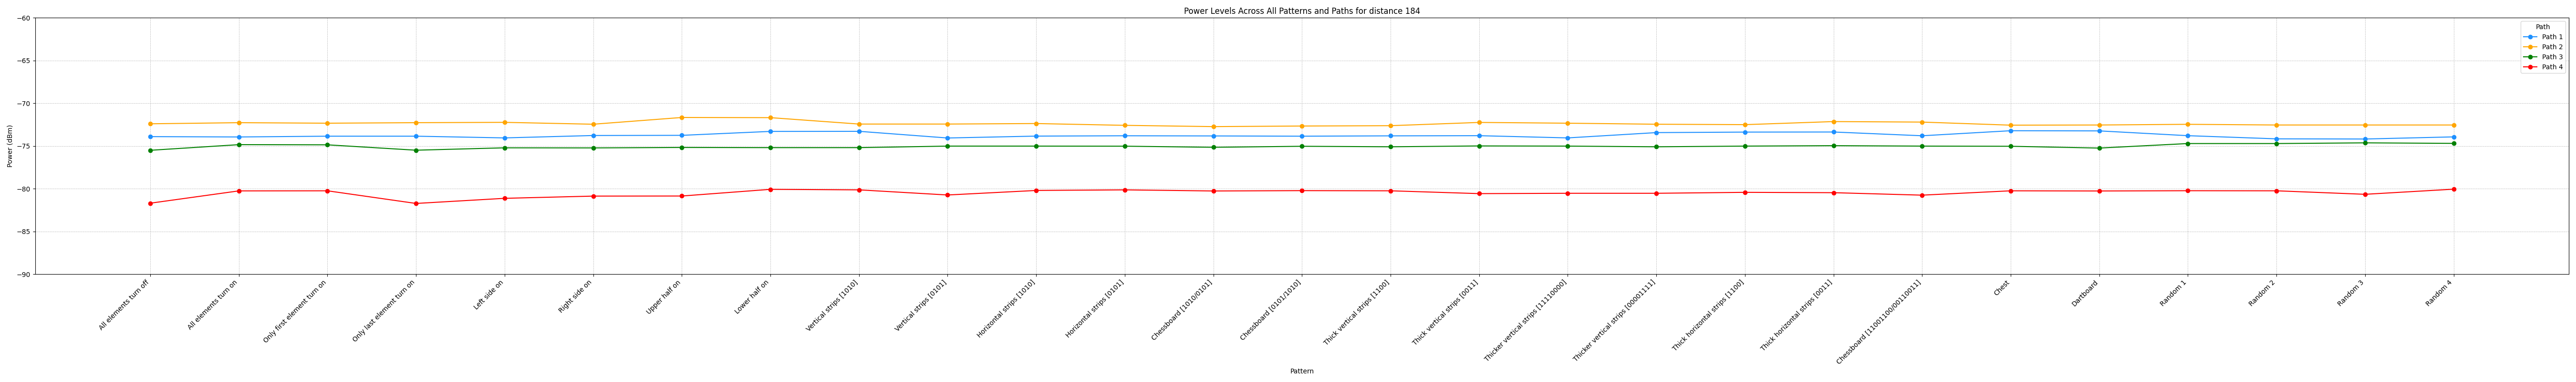 Power Levels Across All Patterns and Paths for distance 184
Path
Path 1
Path 2
Path 3
Path 4
Power (dBm)
−60
−65
−70
−75
−80
−85
−90
All elements turn off
All elements turn on
Only first element turn on
Only last element turn on
Left side on
Right side on
Upper half on
Lower half on
Vertical strips [1010]
Vertical strips [0101]
Horizontal strips [1010]
Horizontal strips [0101]
Chessboard [1010/0101]
Chessboard [0101/1010]
Thick vertical strips [1100]
Thick vertical strips [0011]
Thicker vertical strips [11110000]
Thicker vertical strips [00001111]
Thick horizontal strips [1100]
Thick horizontal strips [0011]
Chessboard [11001100/00110011]
Chest
Dartboard
Random 1
Random 2
Random 3
Random 4
Pattern